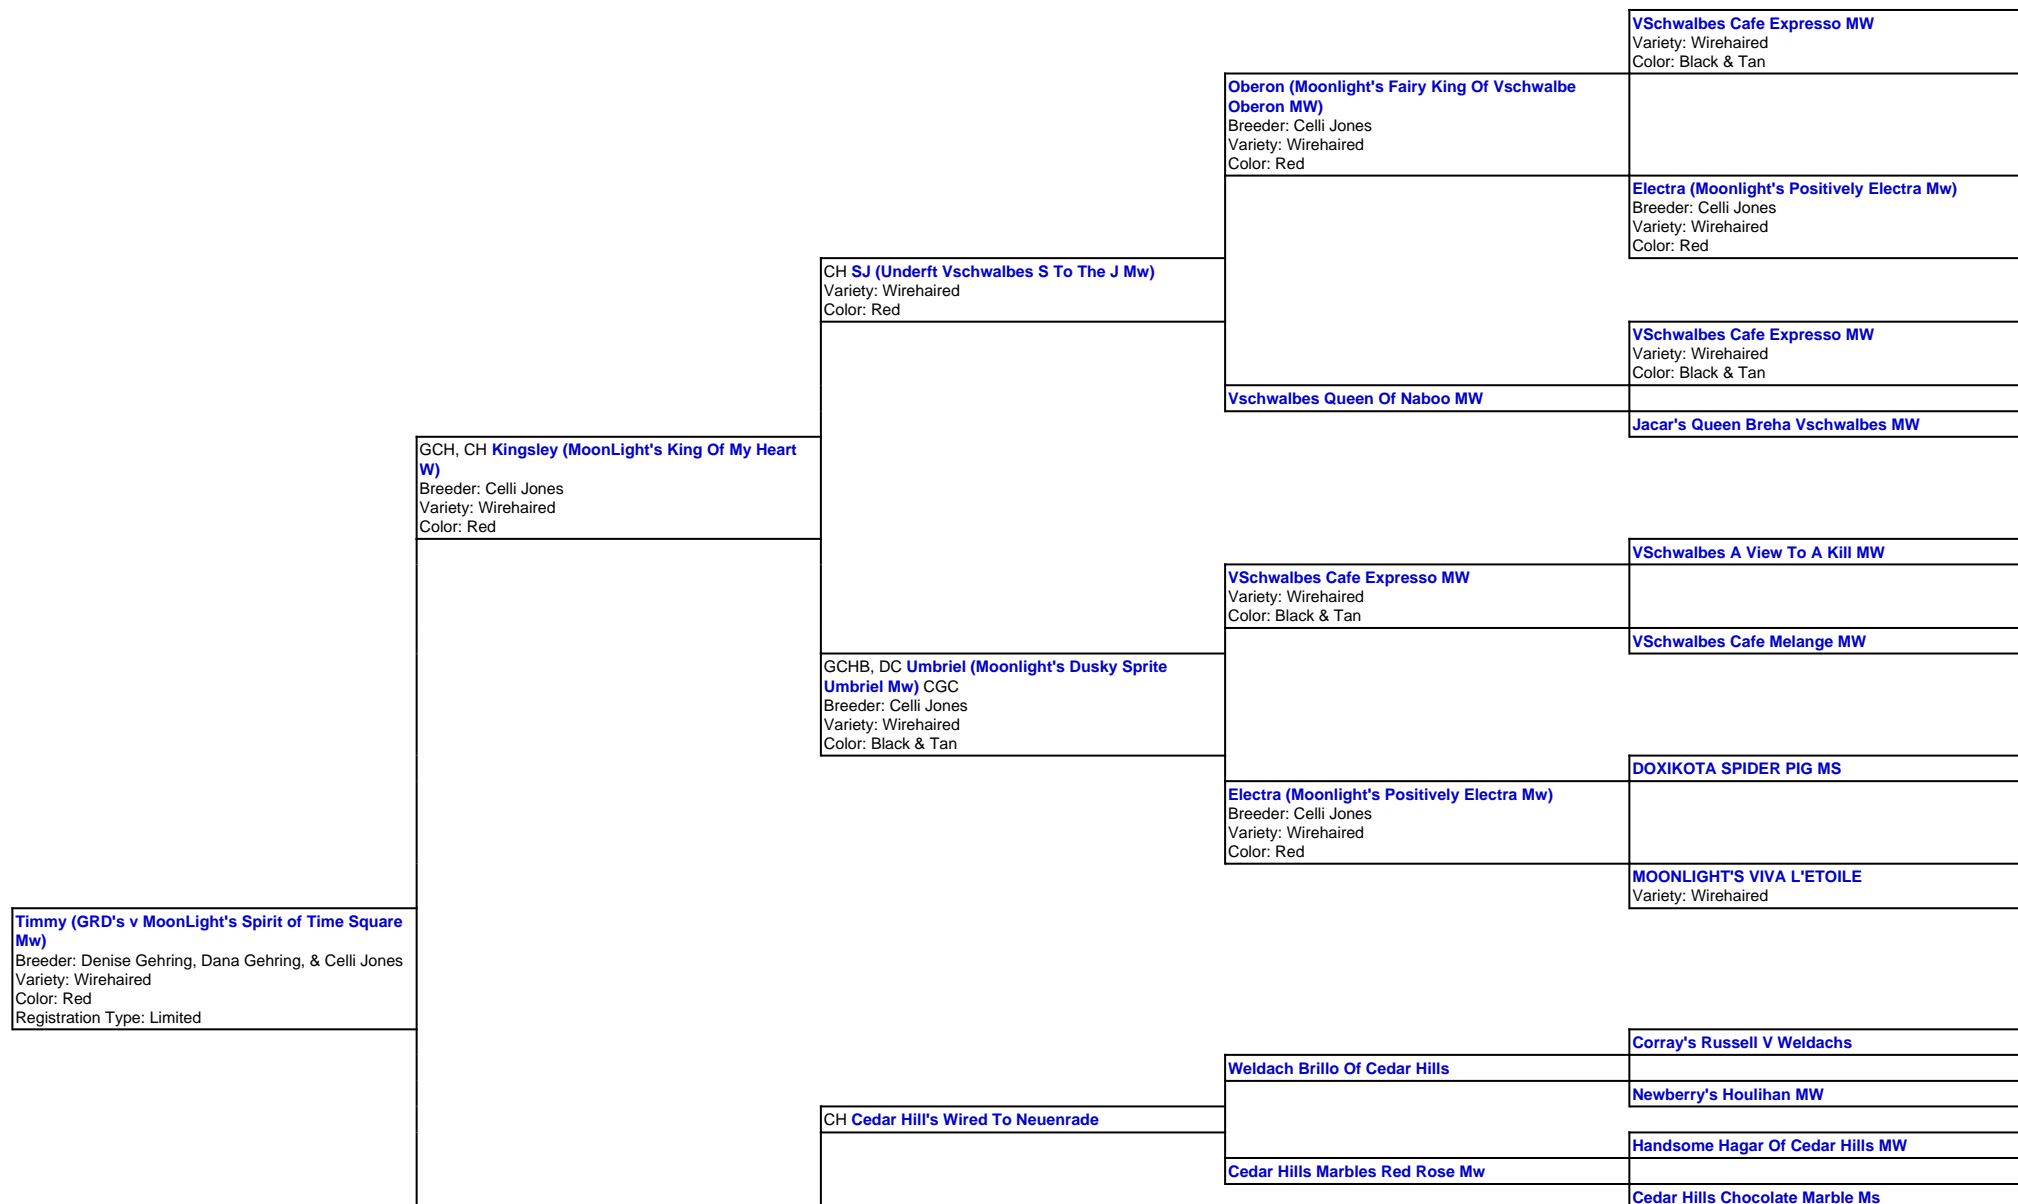 VSchwalbes Cafe Expresso MW
Variety: Wirehaired
Color: Black & Tan
Oberon (Moonlight's Fairy King Of Vschwalbe
Oberon MW)
Breeder: Celli Jones
Variety: Wirehaired
Color: Red
Electra (Moonlight's Positively Electra Mw)
Breeder: Celli Jones
Variety: Wirehaired
Color: Red
CH SJ (Underft Vschwalbes S To The J Mw)
Variety: Wirehaired
Color: Red
VSchwalbes Cafe Expresso MW
Variety: Wirehaired
Color: Black & Tan
Vschwalbes Queen Of Naboo MW
Jacar's Queen Breha Vschwalbes MW
GCH, CH Kingsley (MoonLight's King Of My Heart
W)
Breeder: Celli Jones
Variety: Wirehaired
Color: Red
VSchwalbes A View To A Kill MW
VSchwalbes Cafe Expresso MW
Variety: Wirehaired
Color: Black & Tan
VSchwalbes Cafe Melange MW
GCHB, DC Umbriel (Moonlight's Dusky Sprite
Umbriel Mw) CGC
Breeder: Celli Jones
Variety: Wirehaired
Color: Black & Tan
DOXIKOTA SPIDER PIG MS
Electra (Moonlight's Positively Electra Mw)
Breeder: Celli Jones
Variety: Wirehaired
Color: Red
MOONLIGHT'S VIVA L'ETOILE
Variety: Wirehaired
Timmy (GRD's v MoonLight's Spirit of Time Square
Mw)
Breeder: Denise Gehring, Dana Gehring, & Celli Jones
Variety: Wirehaired
Color: Red
Registration Type: Limited
Corray's Russell V Weldachs
Weldach Brillo Of Cedar Hills
Newberry's Houlihan MW
CH Cedar Hill's Wired To Neuenrade
Handsome Hagar Of Cedar Hills MW
Cedar Hills Marbles Red Rose Mw
Cedar Hills Chocolate Marble Ms